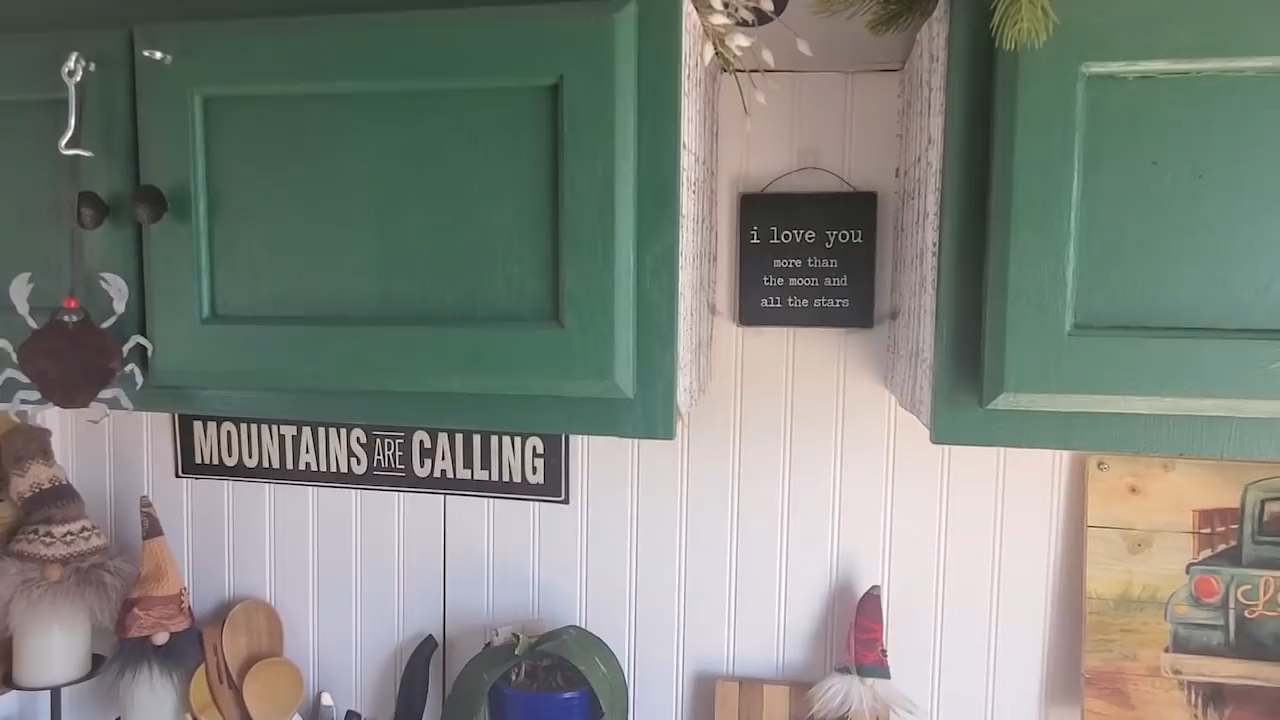 i love you
more than
the moon and
all the stars
MOUNTAINS ARE CALLING